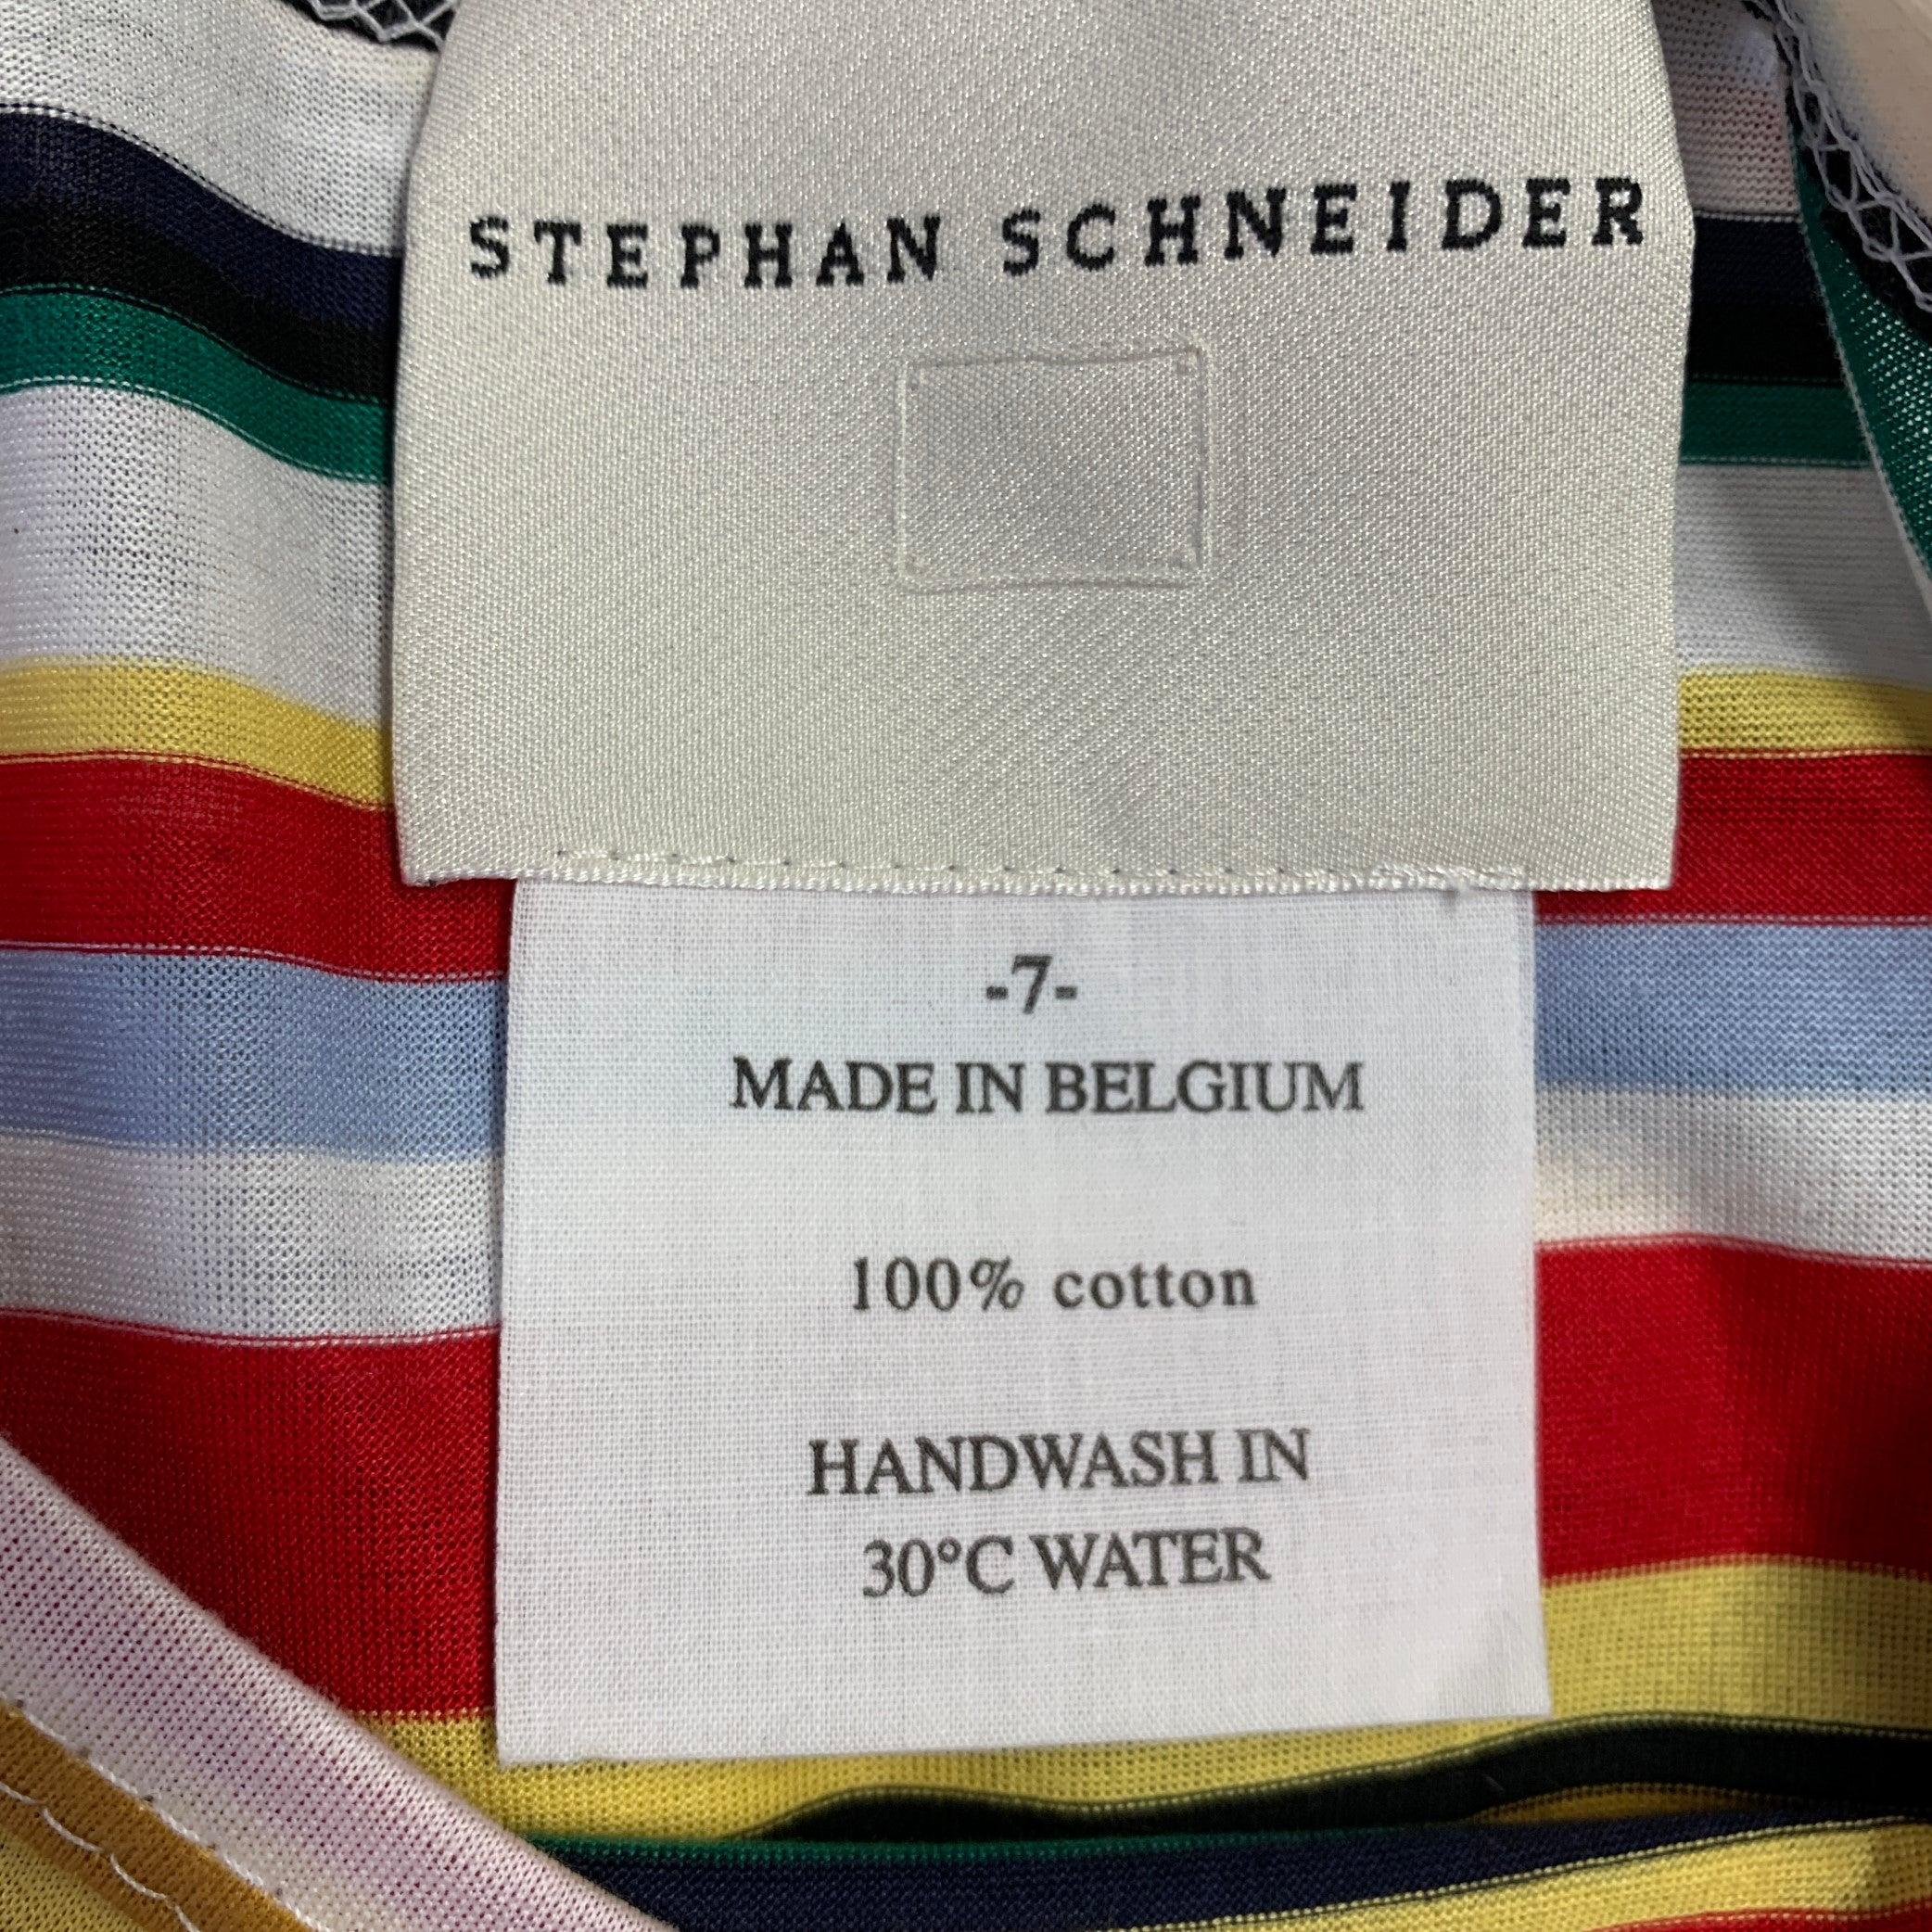 STEPHAN SCHNEIDER
-7-
MADE IN BELGIUM
100% cotton
HANDWASH IN
30°C WATER